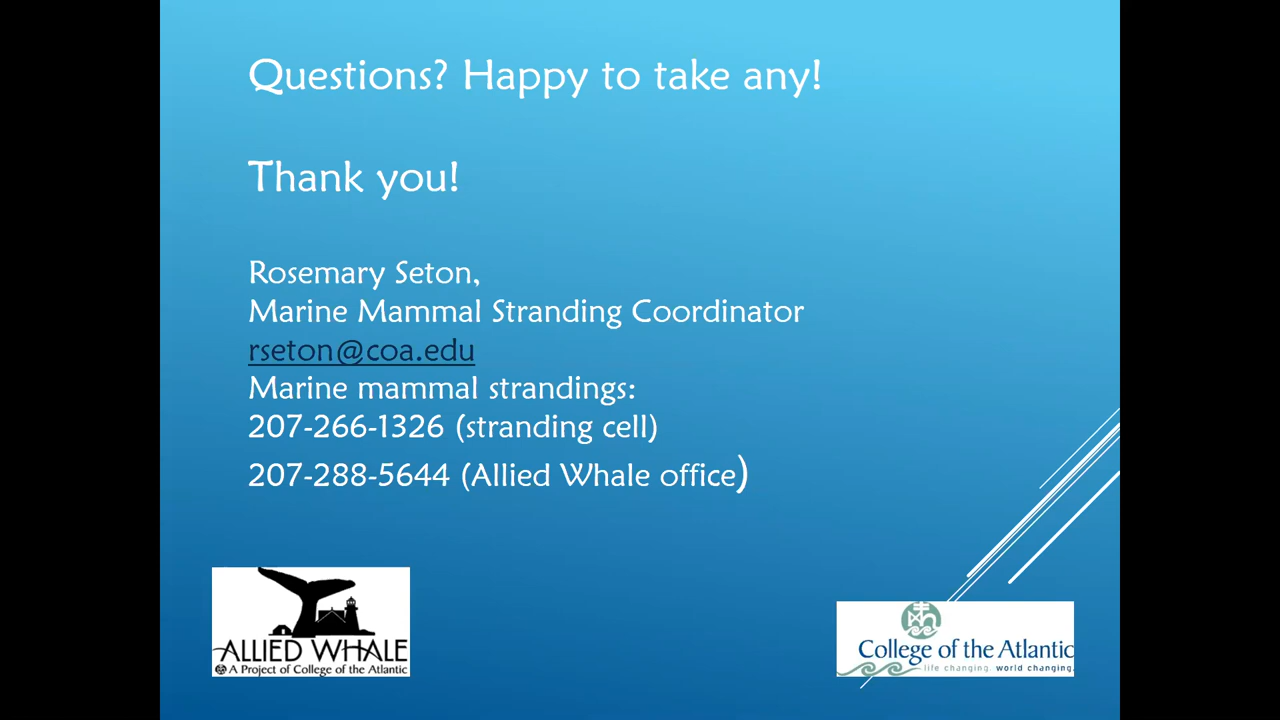 Questions? Happy to take any!
Thank you!
Rosemary Seton,
Marine Mammal Stranding Coordinator
rseton@coa.edu
Marine mammal strandings:
207-266-1326 (stranding cell)
207-288-5644 (Allied Whale office)
ALLIED WHALE
A Project of College of the Atlantic
College of the Atlantic
life changing. world changing.